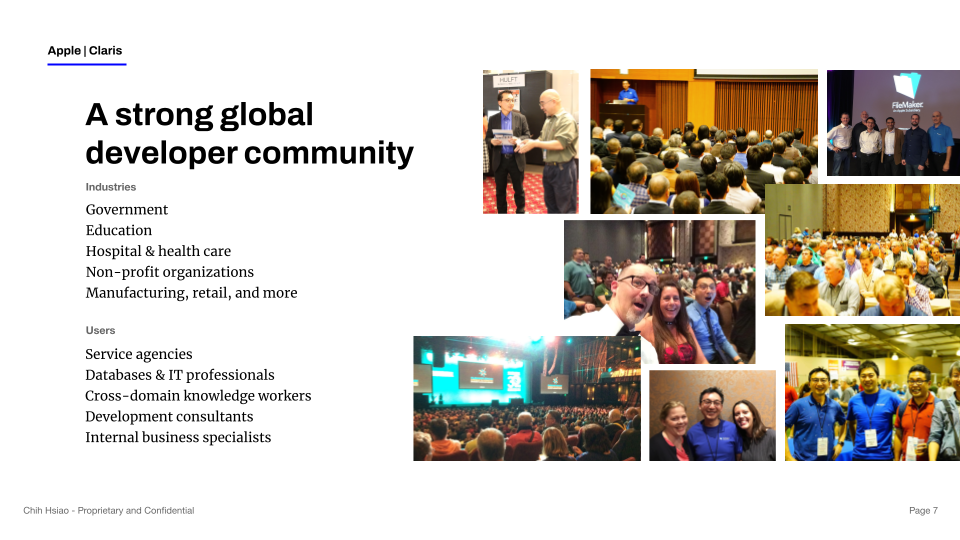 Apple | Claris
A strong global
developer community
Industries
Government
Education
Hospital & health care
Non-profit organizations
Manufacturing, retail, and more
Users
Service agencies
Databases & IT professionals
Cross-domain knowledge workers
Development consultants
Internal business specialists
HULFT
FileMaker
Chih Hsiao - Proprietary and Confidential
Page 7